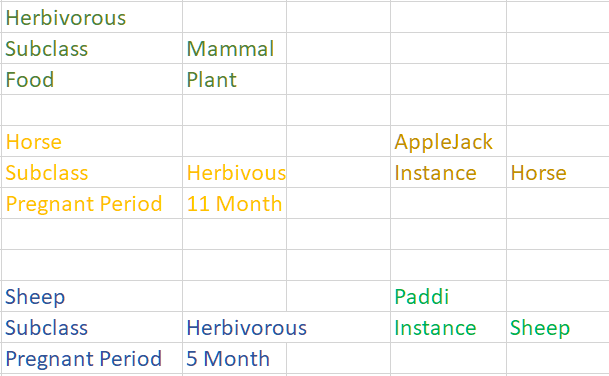 Herbivorous
Subclass Mammal
Food Plant
Horse AppleJack
Subclass Herbivous Instance Horse
Pregnant Period 11 Month
Sheep Paddi
Subclass Herbivorous Instance Sheep
Pregnant Period 5 Month